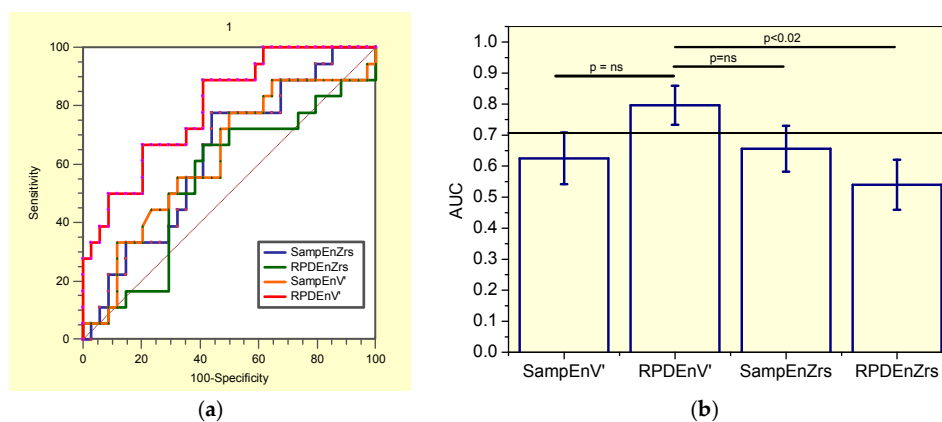 1
100
80
60
40
20
0
Sensitivity
SampEnZrs
RPDEnZrs
SampEnV'
RPDEnV'
0 20 40 60 80 100
100-Specificity
(a)
1.0
0.9
0.8
0.7
0.6
0.5
0.4
0.3
0.2
0.1
0.0
AUC
p<0.02
p = ns
p=ns
SampEnV' RPDEnV' SampEnZrs RPDEnZrs
(b)